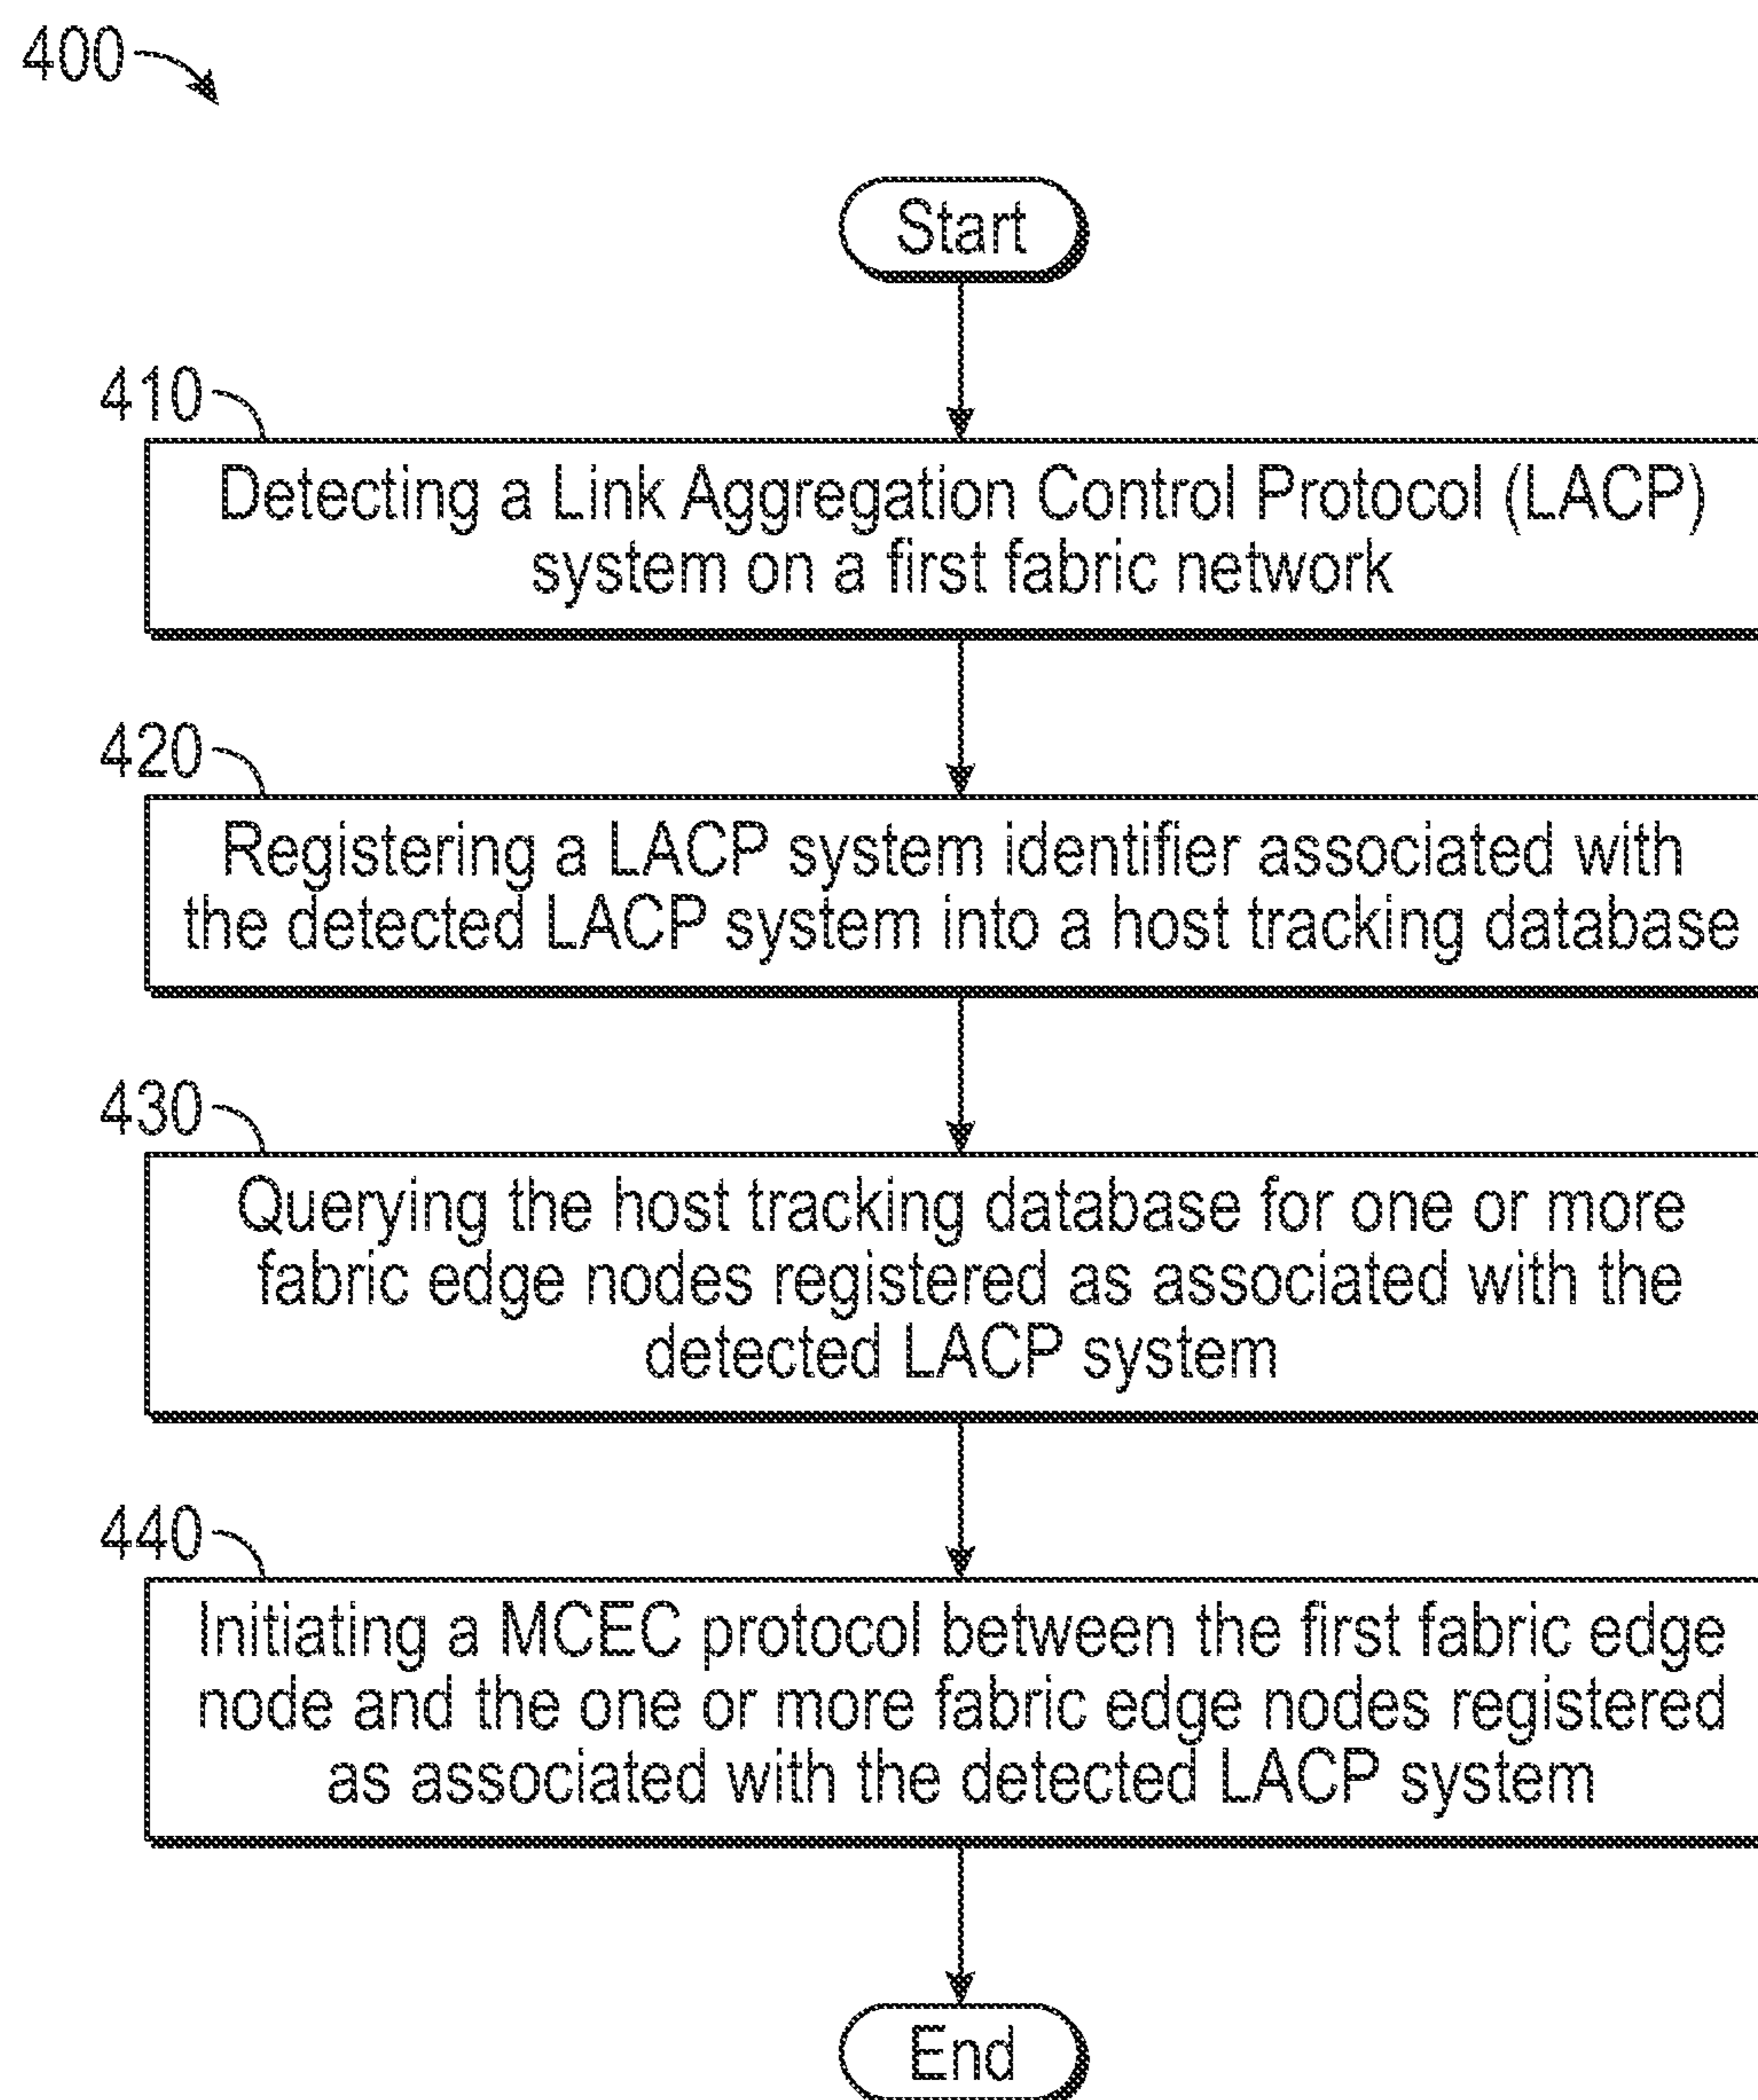 400
Start
410
Detecting a Link Aggregation Control Protocol (LACP)
system on a first fabric network
420
Registering a LACP system identifier associated with
the detected LACP system into a host tracking database
430
Querying the host tracking database for one or more
fabric edge nodes registered as associated with the
detected LACP system
440
Initiating a MCEC protocol between the first fabric edge
node and the one or more fabric edge nodes registered
as associated with the detected LACP system
End